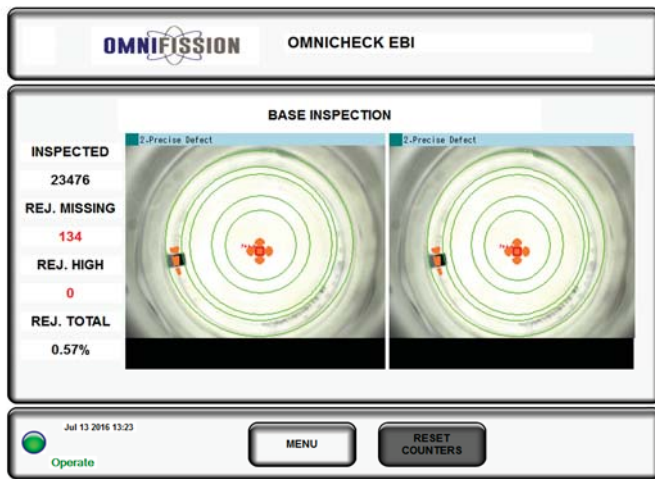 OMNIFISSION
OMNICHECK EBI
BASE INSPECTION
INSPECTED
23476
REJ. MISSING
134
REJ. HIGH
0
REJ. TOTAL
0.57%
2.Precise Defect
2.Precise Defect
Jul 13 2016 13:23
Operate
MENU
RESET
COUNTERS